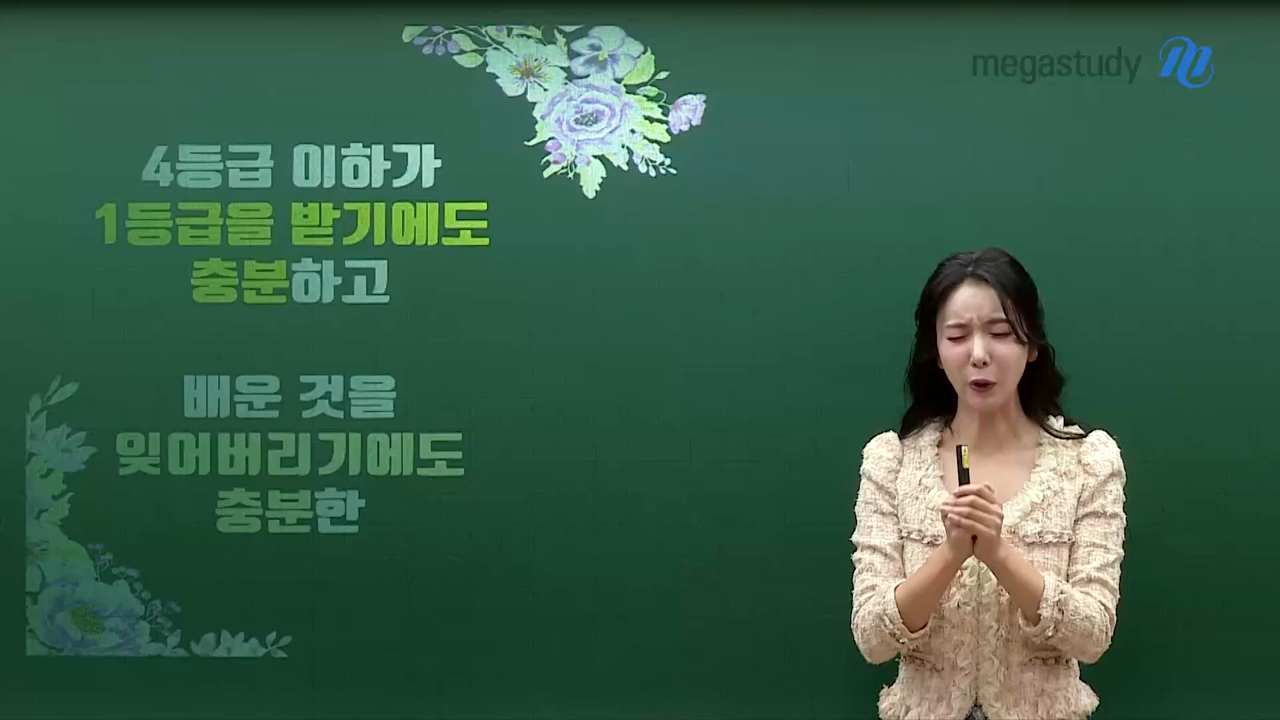 megastudy
4등급 이하가
1등급을 받기에도
충분하고
배운 것을
잊어버리기에도
충분한